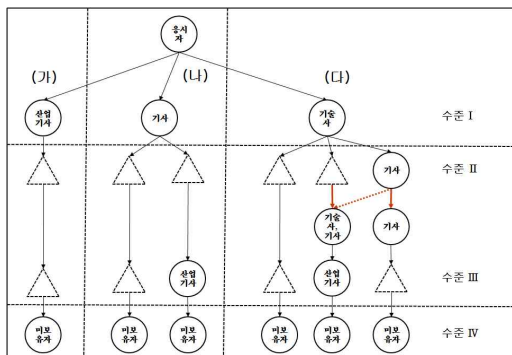 응시
자
(가)
(나)
(다)
산업
기사
기사
기술
사
수준 Ⅰ
기사
수준 Ⅱ
기술
사,
기사
기사
산업
기사
산업
기사
수준 Ⅲ
미보
유자
미보
유자
미보
유자
미보
유자
미보
유자
미보
유자
수준 Ⅳ